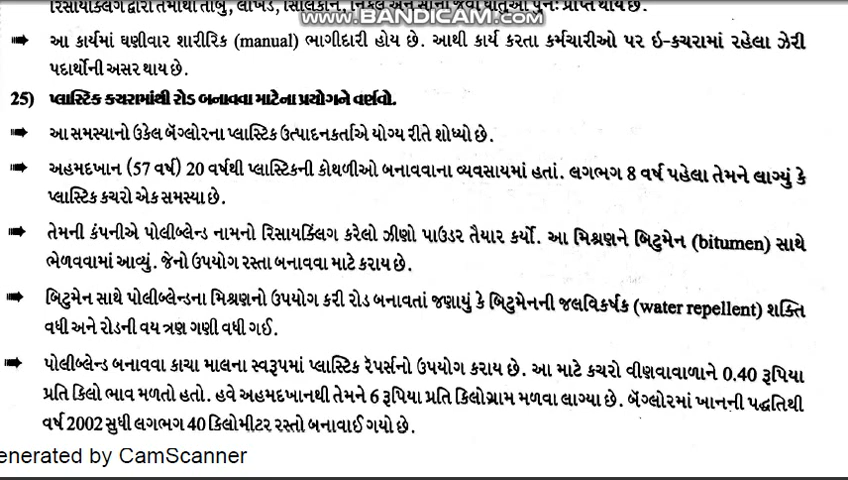 રિસાયક્લિંગ દ્વારા તેમાંથી તાંબુ, લોખંડ, સિલિકોન, નિકલ અને સોના જેવી ધાતુઓ પુનઃ પ્રાપ્ત થાય છે.
www.BANDICAM.com
➠ આ કાર્યમાં ઘણીવાર શારીરિક (manual) ભાગીદારી હોય છે. આથી કાર્ય કરતા કર્મચારીઓ પર ઇ-કચરામાં રહેલા ઝેરી
પદાર્થોની અસર થાય છે.
25) પ્લાસ્ટિક કચરામાંથી રોડ બનાવવા માટેના પ્રયોગને વર્ણવો.
➠ આ સમસ્યાનો ઉકેલ બૅંગ્લોરના પ્લાસ્ટિક ઉત્પાદનકર્તાએ યોગ્ય રીતે શોધ્યો છે.
➠ અહમદખાન (57 વર્ષ) 20 વર્ષથી પ્લાસ્ટિકની કોથળીઓ બનાવવાના વ્યવસાયમાં હતાં. લગભગ 8 વર્ષ પહેલા તેમને લાગ્યું કે
પ્લાસ્ટિક કચરો એક સમસ્યા છે.
➠ તેમની કંપનીએ પોલીબ્લેન્ડ નામનો રિસાયક્લિંગ કરેલો ઝીણો પાઉડર તૈયાર કર્યો. આ મિશ્રણને બિટુમેન (bitumen) સાથે
ભેળવવામાં આવ્યું. જેનો ઉપયોગ રસ્તા બનાવવા માટે કરાય છે.
➠ બિટુમેન સાથે પોલીબ્લેન્ડના મિશ્રણનો ઉપયોગ કરી રોડ બનાવતાં જણાયું કે બિટુમેનની જલવિકર્ષક (water repellent) શક્તિ
વધી અને રોડની વય ત્રણ ગણી વધી ગઈ.
➠ પોલીબ્લેન્ડ બનાવવા કાચા માલના સ્વરૂપમાં પ્લાસ્ટિક રૅપર્સનો ઉપયોગ કરાય છે. આ માટે કચરો વીણવાવાળાને 0.40 રૂપિયા
પ્રતિ કિલો ભાવ મળતો હતો. હવે અહમદખાનથી તેમને 6 રૂપિયા પ્રતિ કિલોગ્રામ મળવા લાગ્યા છે. બૅંગ્લોરમાં ખાનની પદ્ધતિથી
વર્ષ 2002 સુધી લગભગ 40 કિલોમીટર રસ્તો બનાવાઈ ગયો છે.
enerated by CamScanner